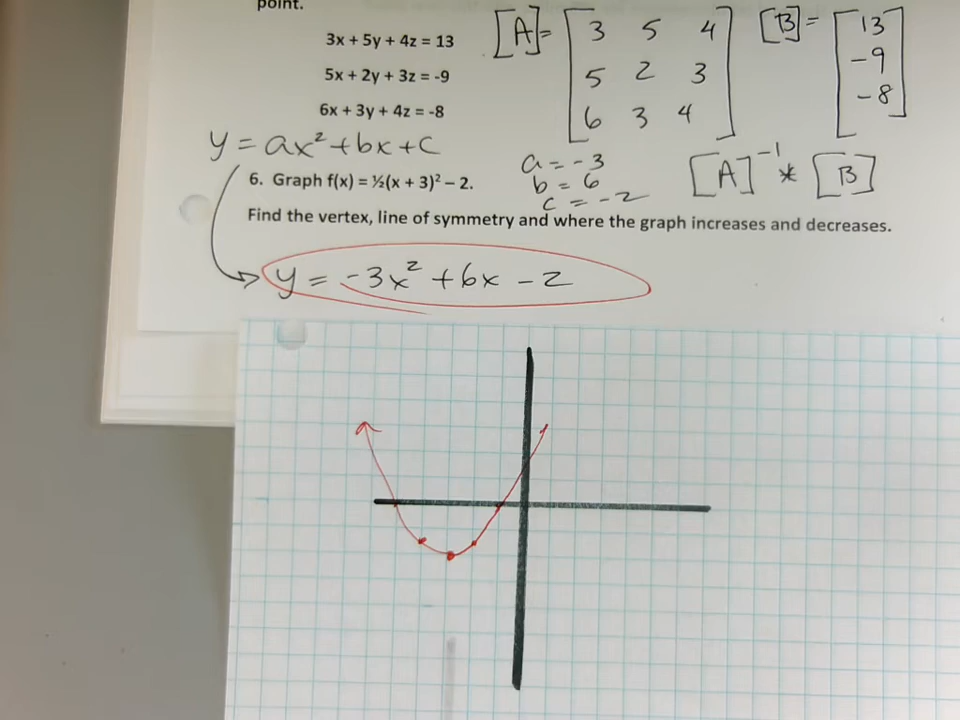 point.
3x + 5y + 4z = 13
5x + 2y + 3z = -9
6x + 3y + 4z = -8
[A]= [3 5 4
5 2 3
6 3 4]
[B]= [13
-9
-8]
y = ax² + bx + c
a = -3
b = 6
c = -2
[A]⁻¹ * [B]
6. Graph f(x) = ½(x + 3)² – 2.
Find the vertex, line of symmetry and where the graph increases and decreases.
y = -3x² + 6x - 2